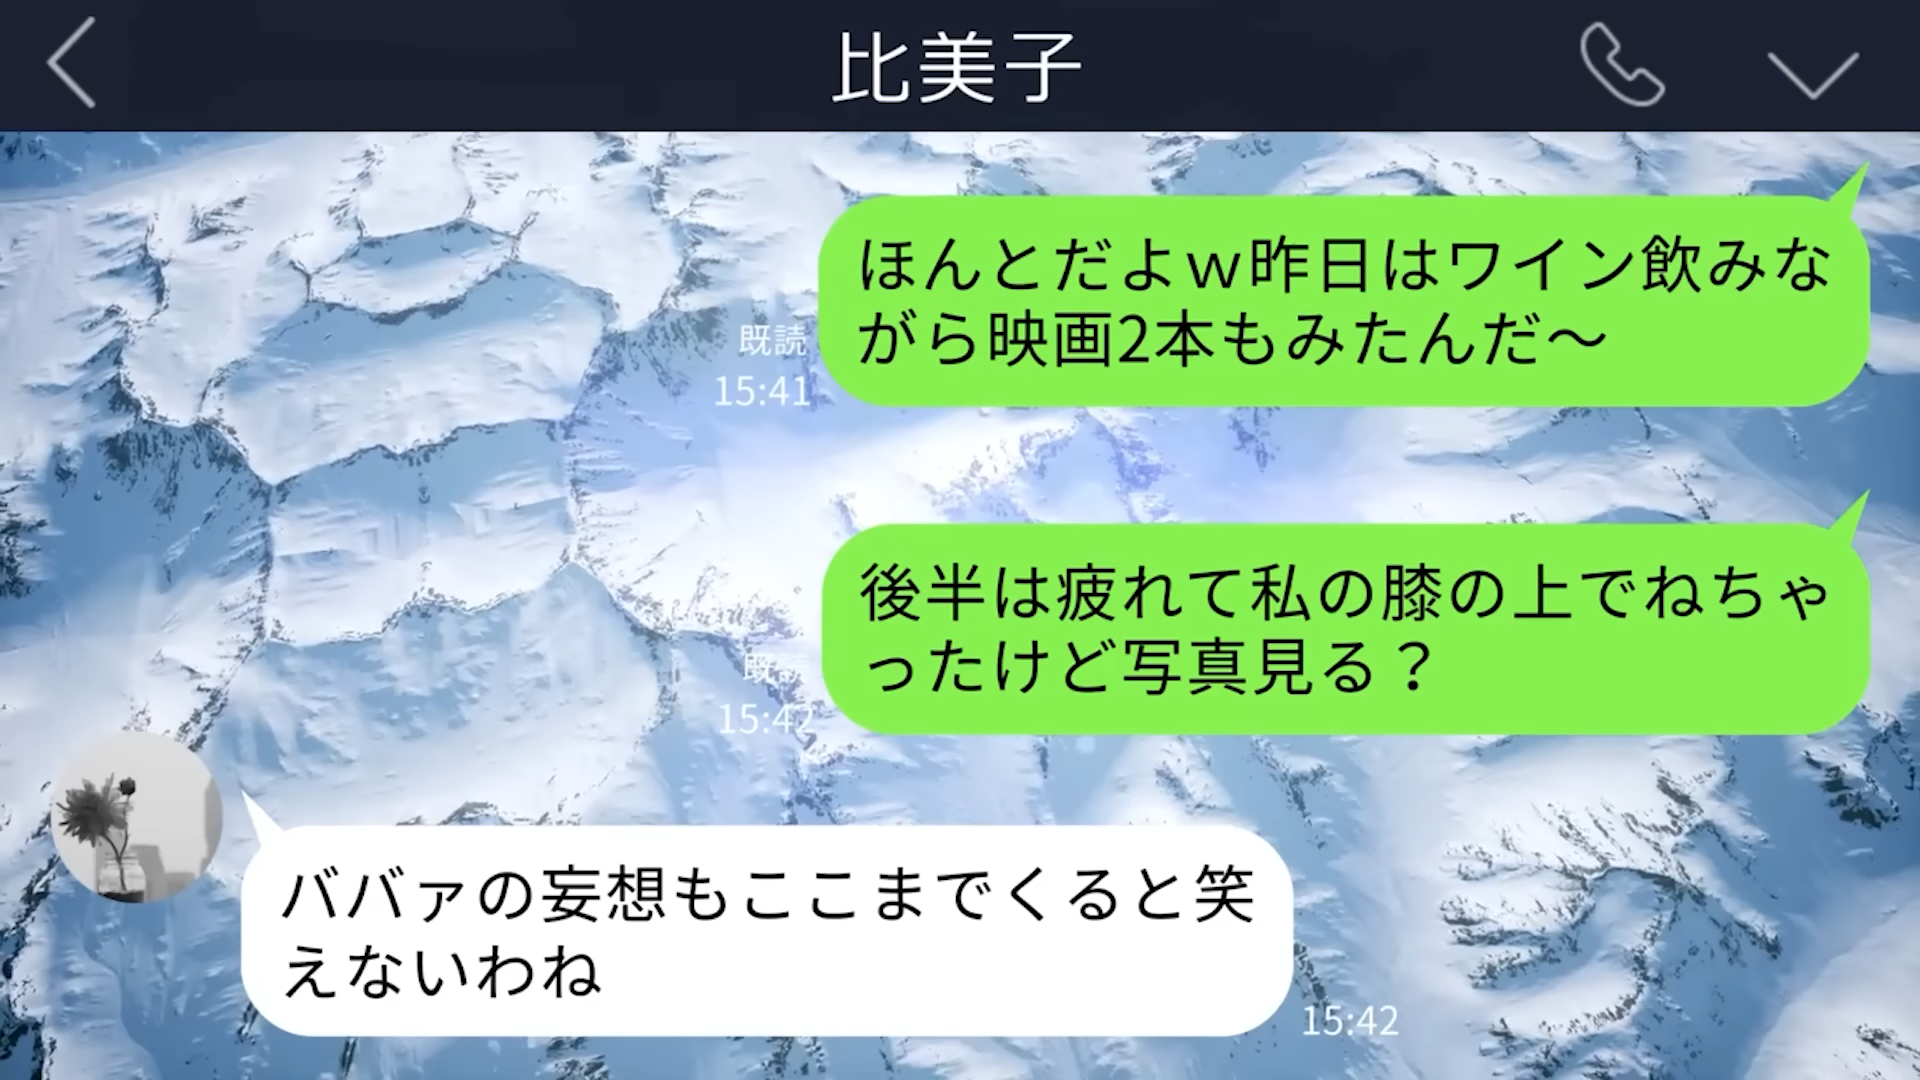 比美子
ほんとだよｗ昨日はワイン飲みな
がら映画2本もみたんだ～
既読
15:41
後半は疲れて私の膝の上でねちゃ
ったけど写真見る？
既読
15:42
ババァの妄想もここまでくると笑
えないわね
15:42